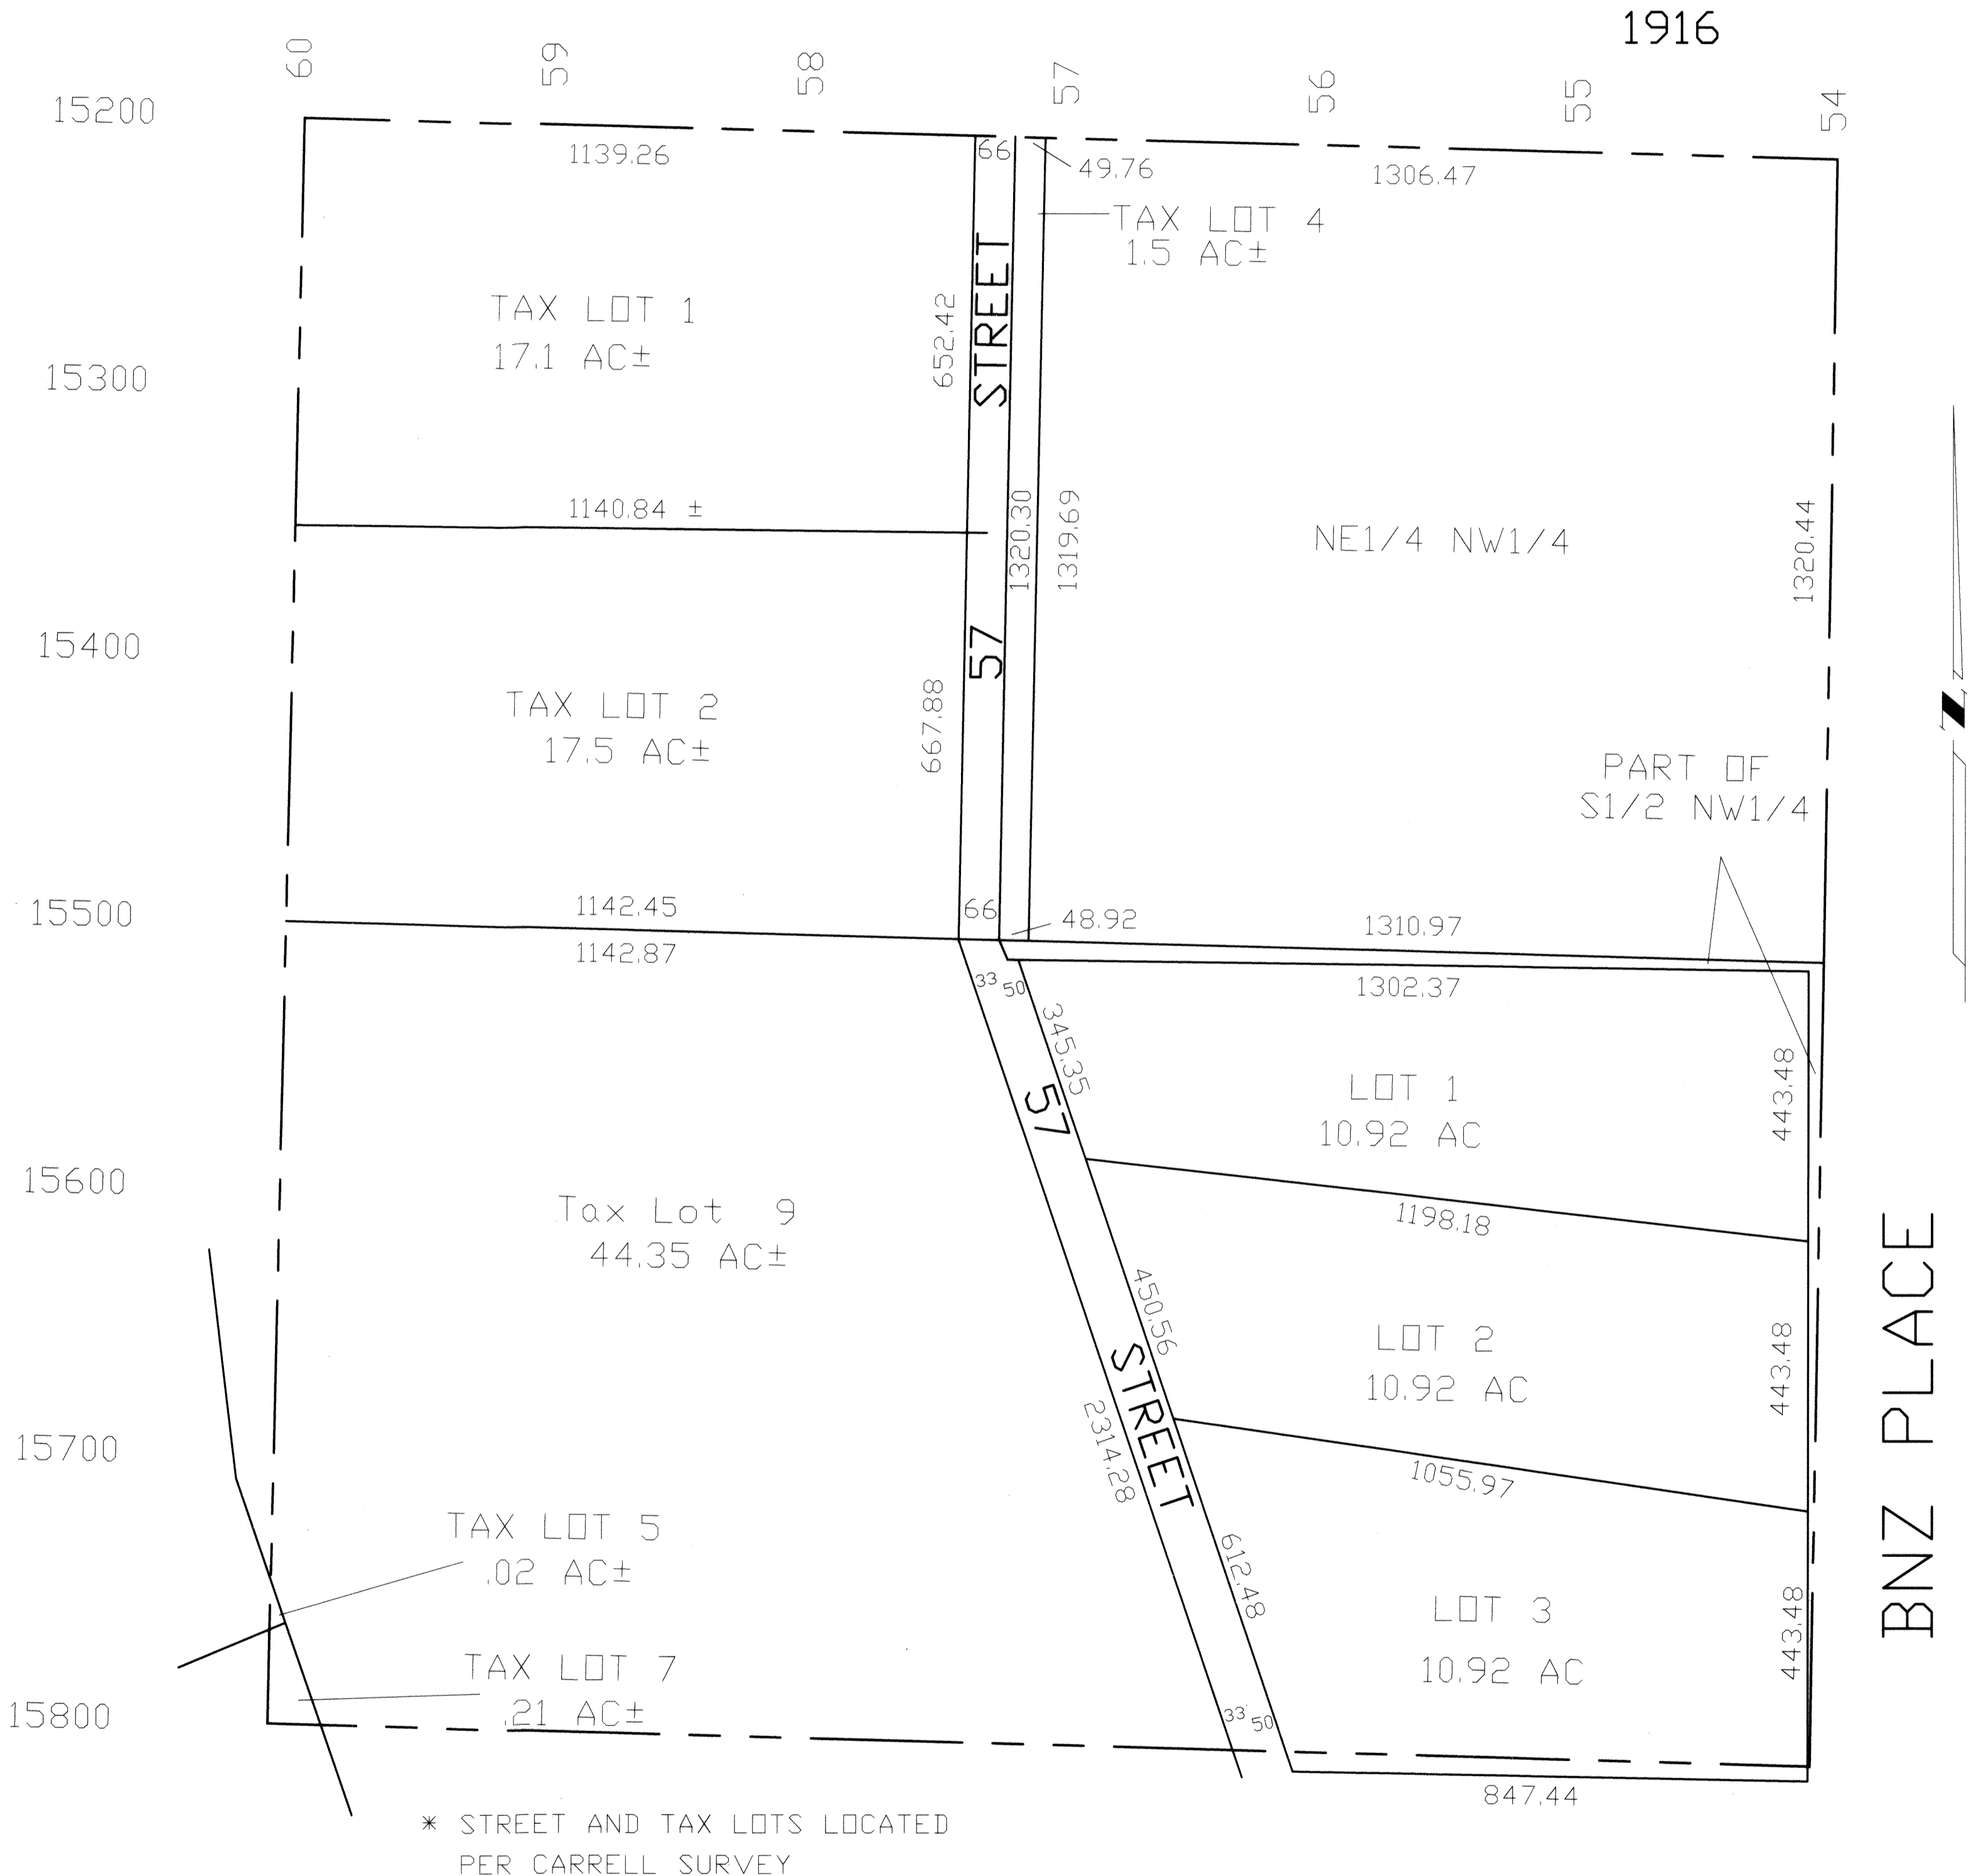 1916
60
59
58
57
56
55
54
15200
1139.26
66
49.76
1306.47
TAX LOT 4
1.5 AC±
STREET
TAX LOT 1
17.1 AC±
652.42
15300
1140.84 ±
1320.30
1319.69
NE1/4 NW1/4
1320.44
15400
57
TAX LOT 2
17.5 AC±
667.88
Z
PART OF
S1/2 NW1/4
15500
1142.45
66
48.92
1310.97
1142.87
33
50
1302.37
345.35
57
LOT 1
10.92 AC
443.48
15600
Tax Lot 9
44.35 AC±
1198.18
450.56
STREET
LOT 2
10.92 AC
443.48
BNZ PLACE
15700
2314.28
1055.97
TAX LOT 5
.02 AC±
612.48
LOT 3
10.92 AC
443.48
TAX LOT 7
.21 AC±
15800
33
50
847.44
* STREET AND TAX LOTS LOCATED
PER CARRELL SURVEY